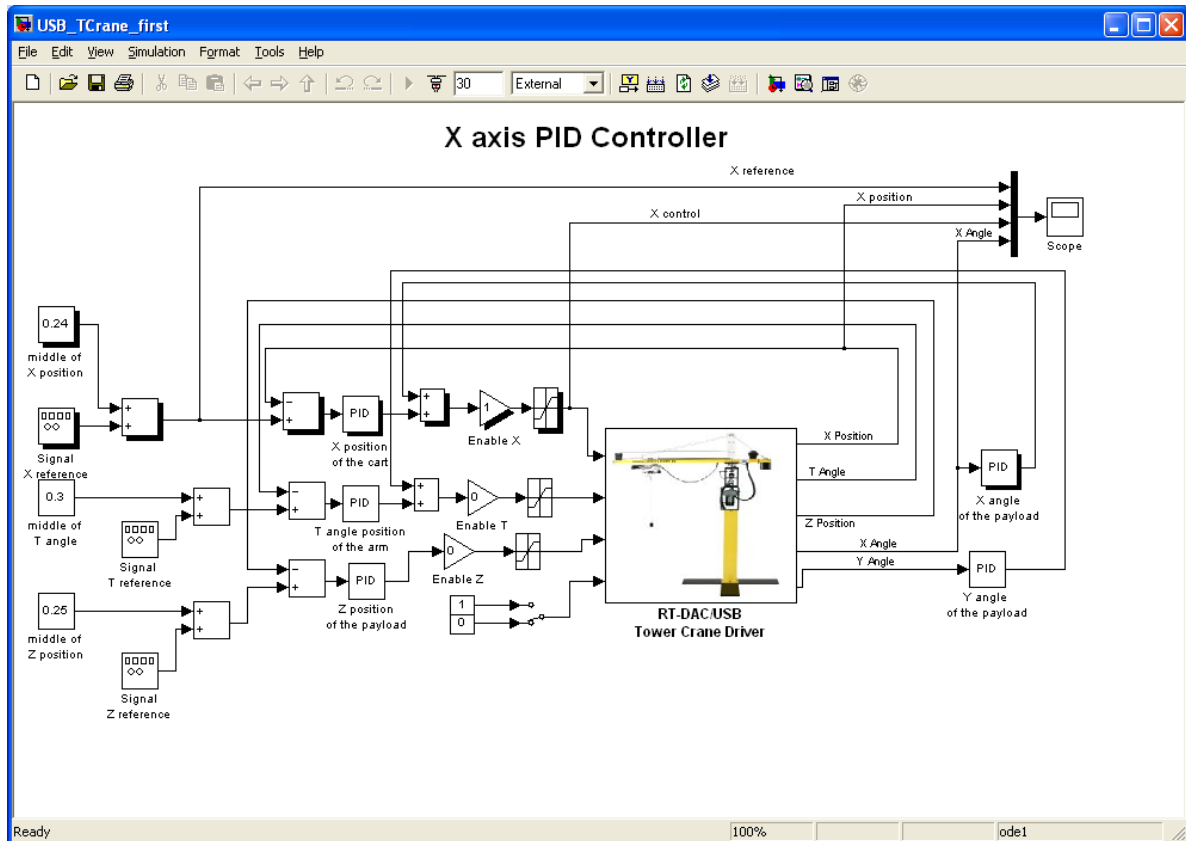 USB_TCrane_first
File Edit View Simulation Format Tools Help
30
External
X axis PID Controller
X reference
X position
X control
X Angle
Scope
0.24
middle of
X position
+
+
Signal
X reference
−
+
PID
X position
of the cart
+
+
1
Enable X
0.3
middle of
T angle
+
+
Signal
T reference
−
+
PID
T angle position
of the arm
+
+
0
Enable T
0.25
middle of
Z position
+
+
Signal
Z reference
−
+
PID
Z position
of the payload
0
Enable Z
1
0
X Position
T Angle
Z Position
X Angle
Y Angle
RT-DAC/USB
Tower Crane Driver
PID
X angle
of the payload
PID
Y angle
of the payload
Ready
100%
ode1